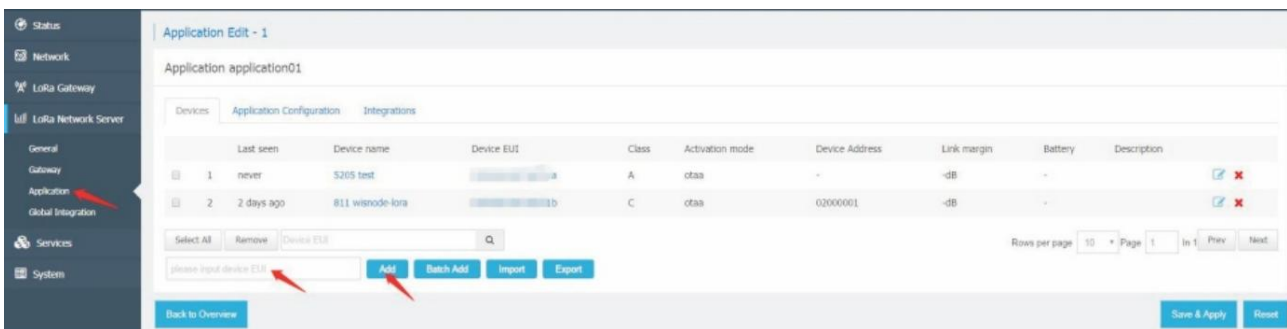 Status
Network
LoRa Gateway
LoRa Network Server
General
Gateway
Application
Global Integration
Services
System
Application Edit - 1
Application application01
Devices Application Configuration Integrations
Last seen Device name Device EUI Class Activation mode Device Address Link margin Battery Description
1 never 5205 test a A otaa - -dB -
2 2 days ago 811 wisnode-lora 1b C otaa 02000001 -dB -
Select All Remove Device EUI Rows per page 10 Page 1 In 1 Prev Next
please input device EUI Add Batch Add Import Export
Back to Overview Save & Apply Reset